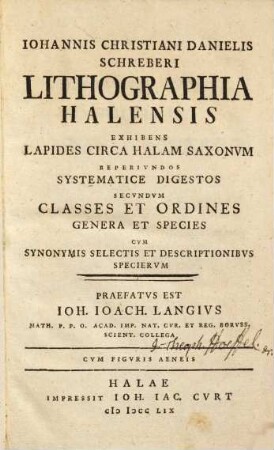 IOHANNIS CHRISTIANI DANIELIS
SCHREBERI
LITHOGRAPHIA
HALENSIS
EXHIBENS
LAPIDES CIRCA HALAM SAXONVM
REPERIVNDOS
SYSTEMATICE DIGESTOS
SECVNDVM
CLASSES ET ORDINES
GENERA ET SPECIES
CVM
SYNONYMIS SELECTIS ET DESCRIPTIONIBVS
SPECIERVM
PRAEFATVS EST
IOH. IOACH. LANGIVS
MATH. P. P. O. ACAD. IMP. NAT. CVR. ET REG. BORVSS.
SCIENT. COLLEGA.
CVM FIGVRIS AENEIS
HALAE
IMPRESSIT IOH. IAC. CVRT
cIɔ Iɔcc LIX